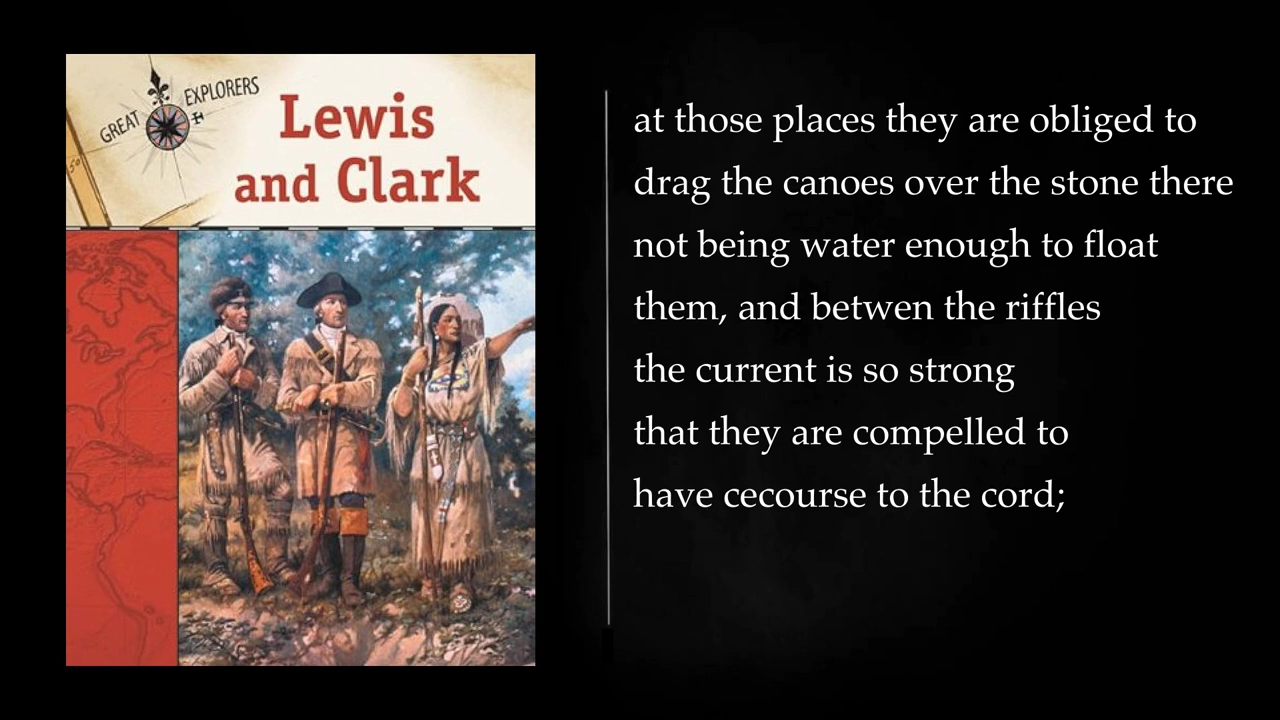 GREAT EXPLORERS
Lewis
and Clark
50
at those places they are obliged to
drag the canoes over the stone there
not being water enough to float
them, and betwen the riffles
the current is so strong
that they are compelled to
have cecourse to the cord;